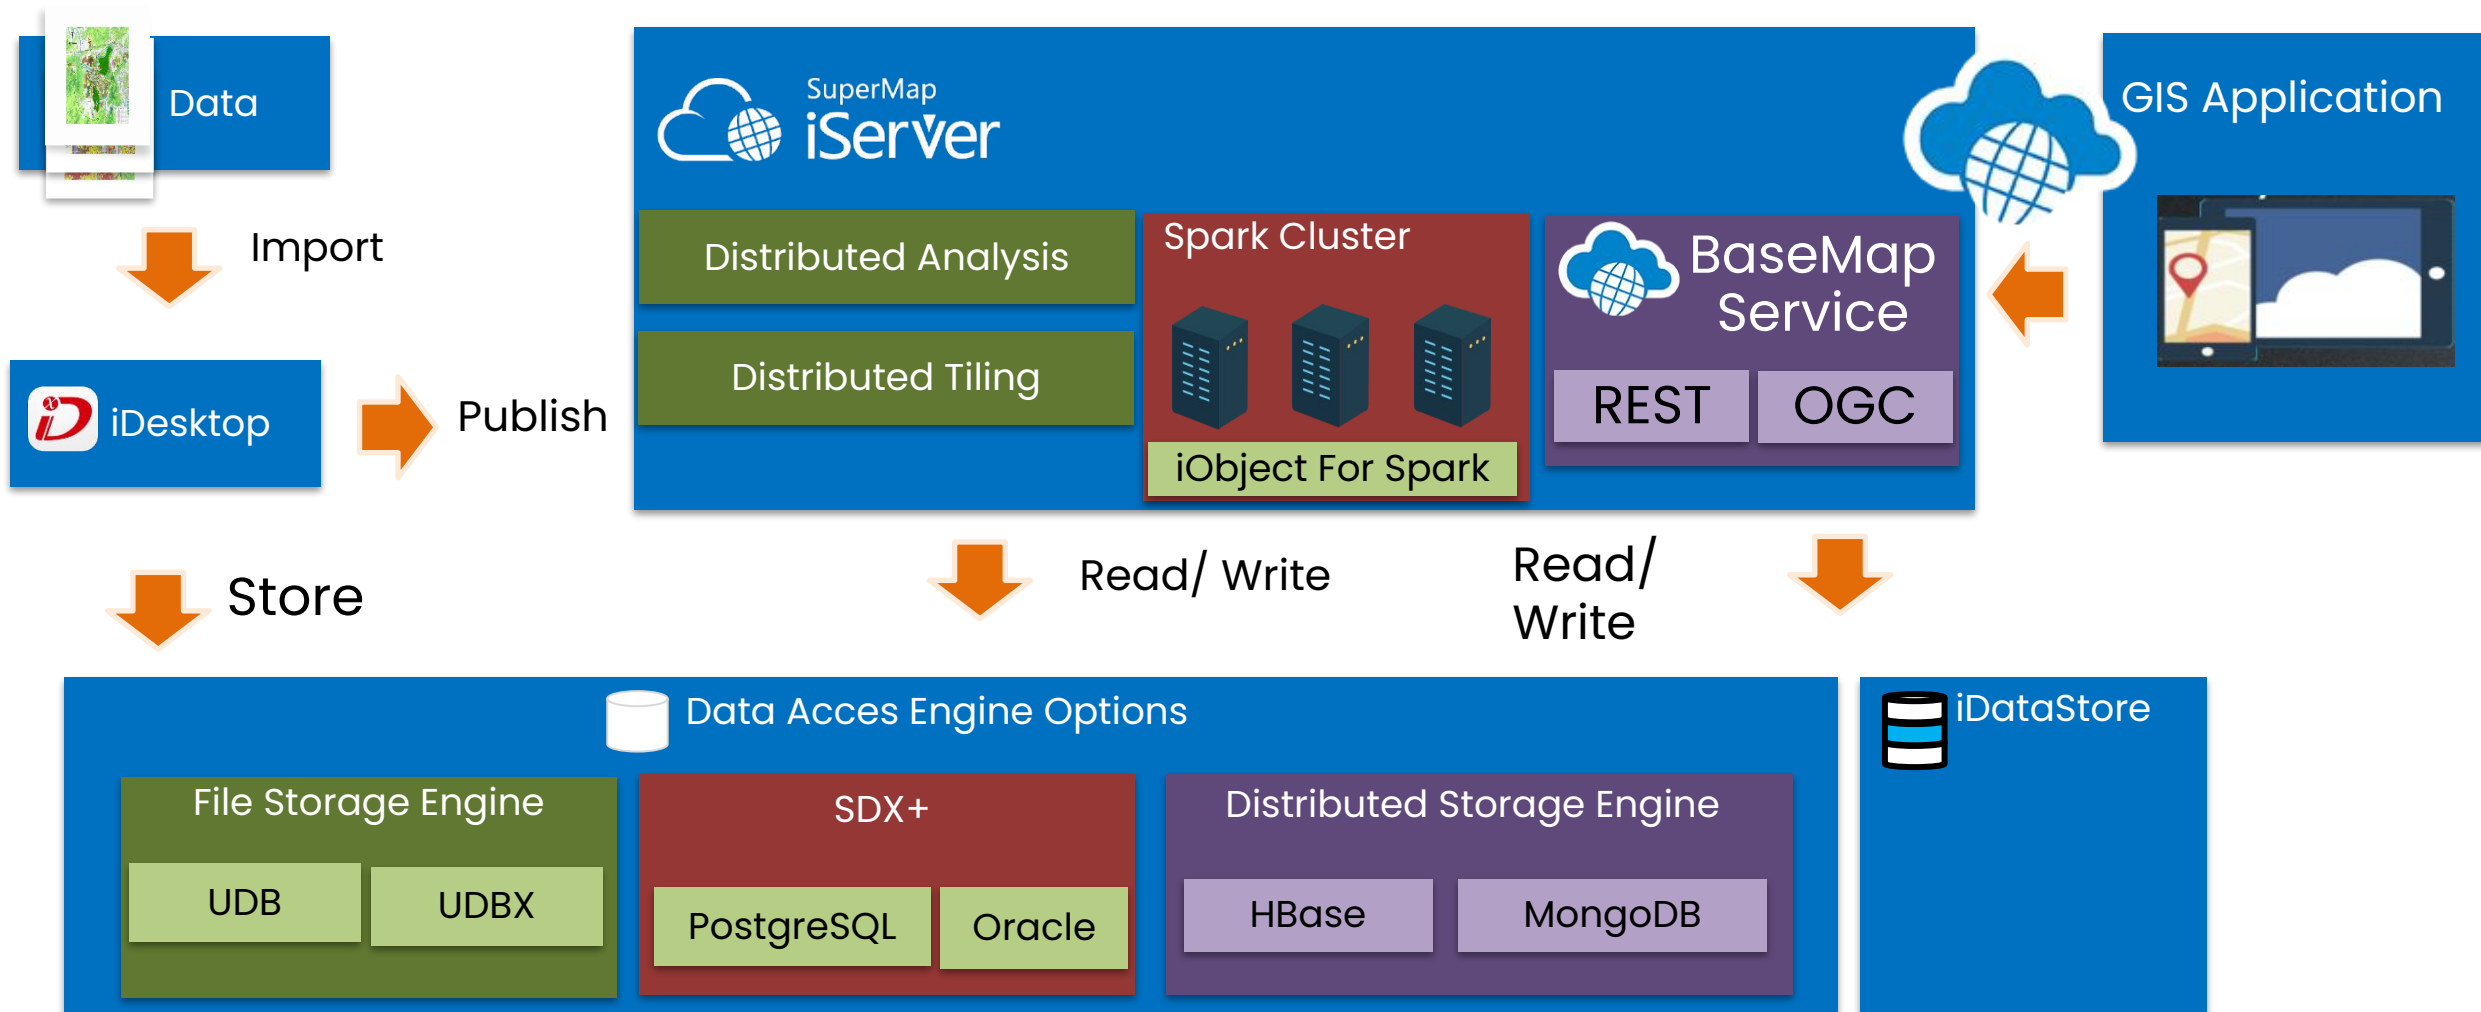 Data
SuperMap
iServer
GIS Application
Import
Distributed Analysis
Spark Cluster
BaseMap
Service
Distributed Tiling
REST
OGC
iDesktop
Publish
iObject For Spark
Store
Read/ Write
Read/
Write
Data Acces Engine Options
iDataStore
File Storage Engine
SDX+
Distributed Storage Engine
UDB
UDBX
PostgreSQL
Oracle
HBase
MongoDB